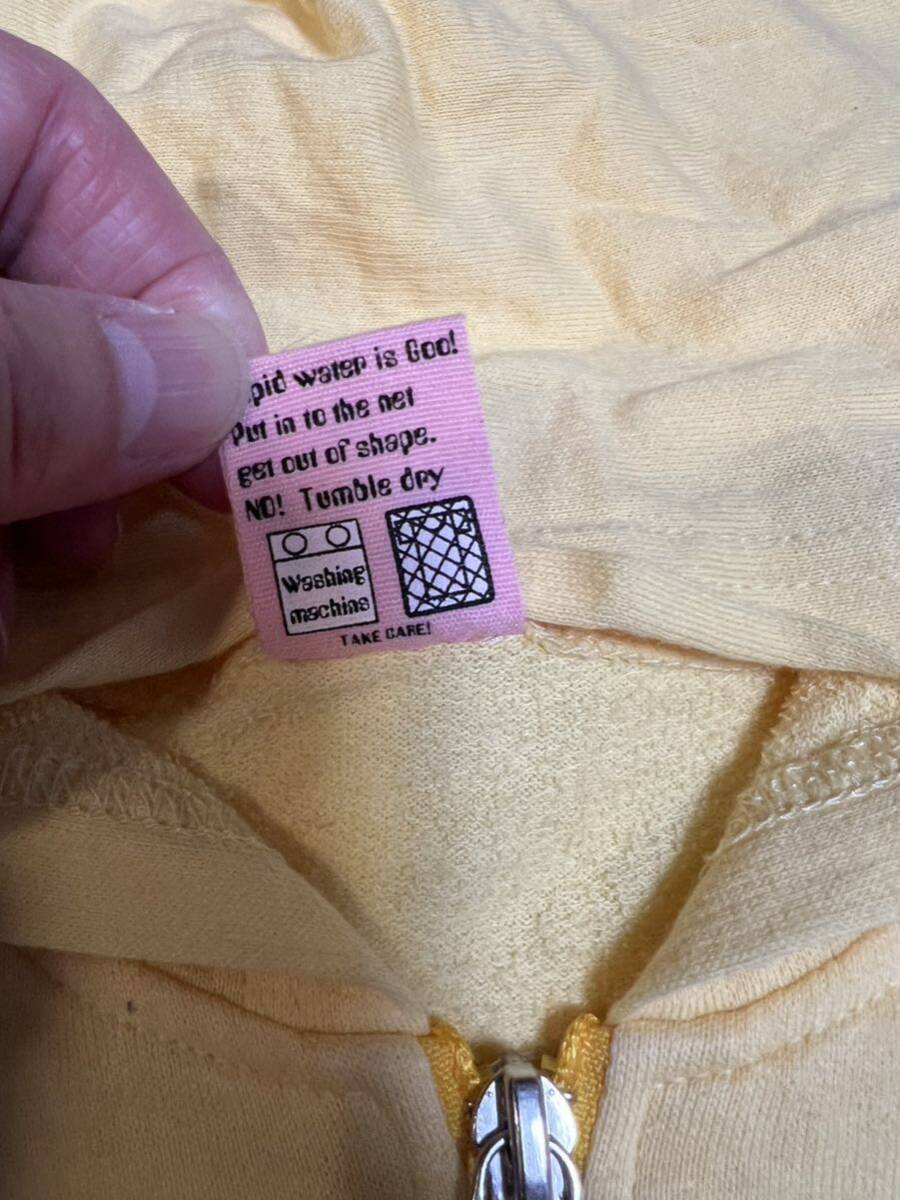 water is Goo!
Put in to the net
get out of shape.
NO! Tumble dry
Washing
machine
TAKE CARE!